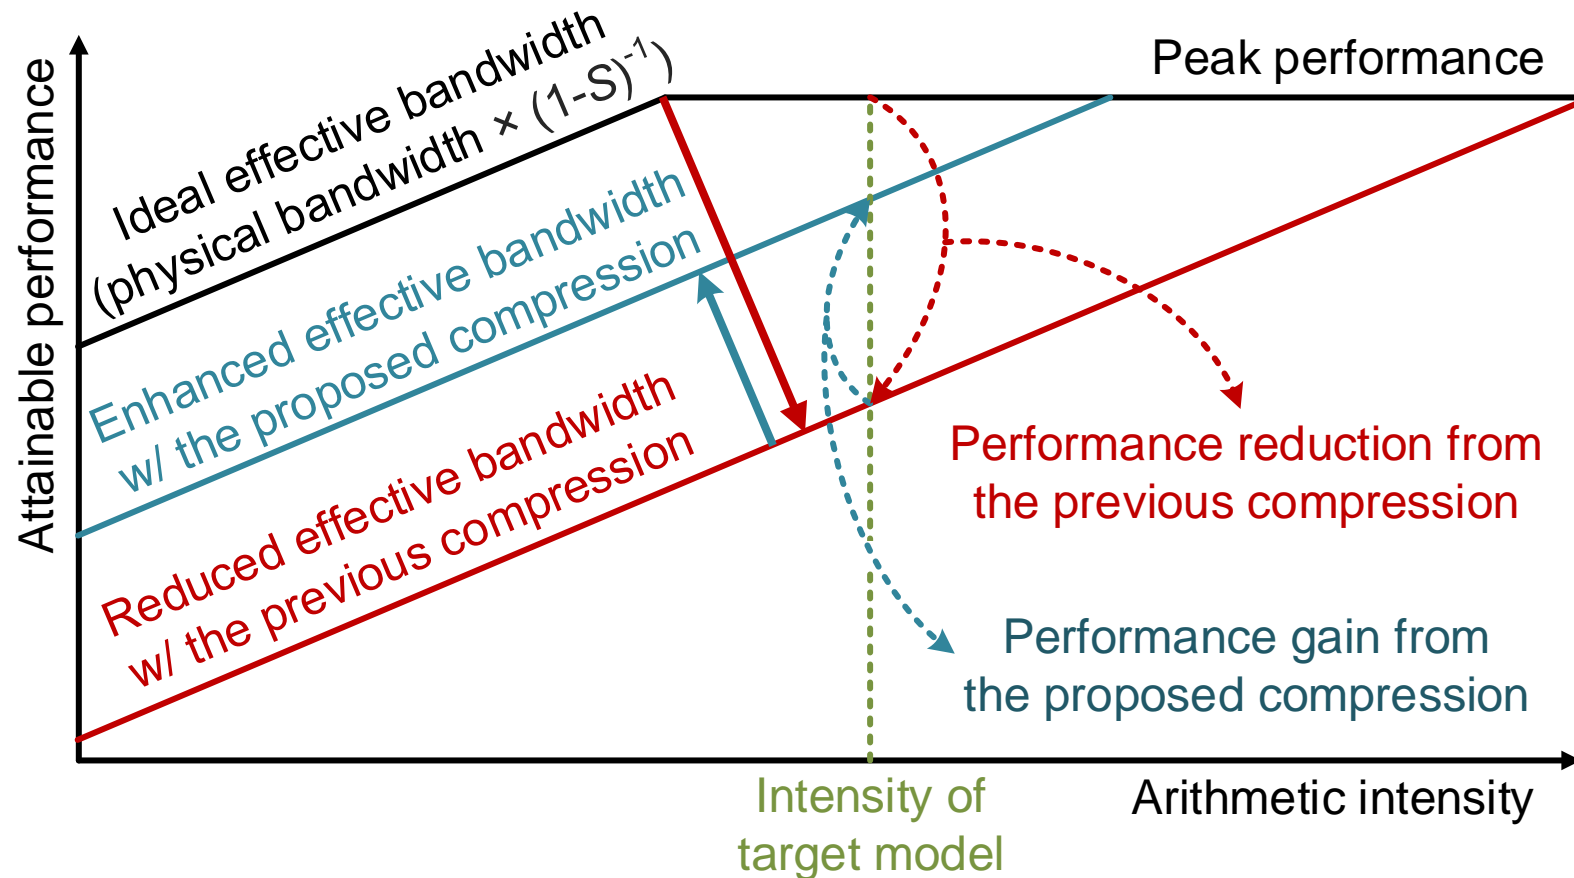 Attainable performance
Ideal effective bandwidth
(physical bandwidth × (1-S)⁻¹)
Peak performance
Enhanced effective bandwidth
w/ the proposed compression
Reduced effective bandwidth
w/ the previous compression
Performance reduction from
the previous compression
Performance gain from
the proposed compression
Intensity of
target model
Arithmetic intensity